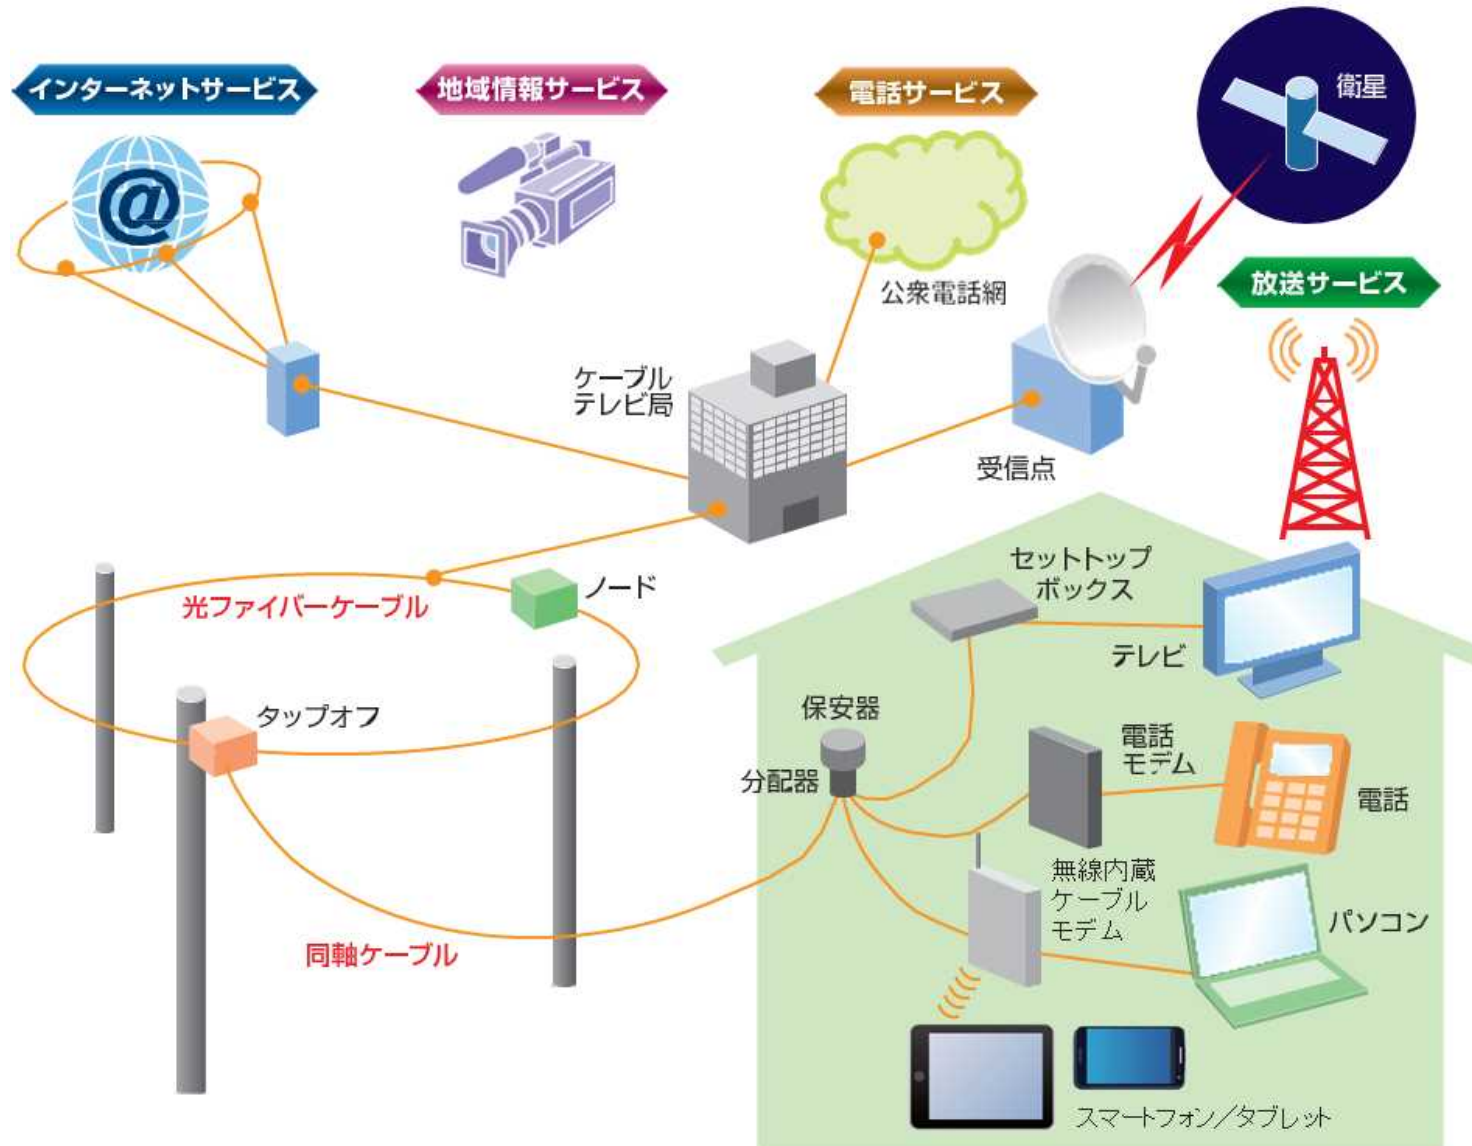 インターネットサービス
地域情報サービス
電話サービス
衛星
@
公衆電話網
放送サービス
ケーブル
テレビ局
受信点
光ファイバーケーブル
ノード
セットトップ
ボックス
テレビ
タップオフ
保安器
分配器
電話
モデム
電話
無線内蔵
ケーブル
モデム
パソコン
同軸ケーブル
スマートフォン／タブレット